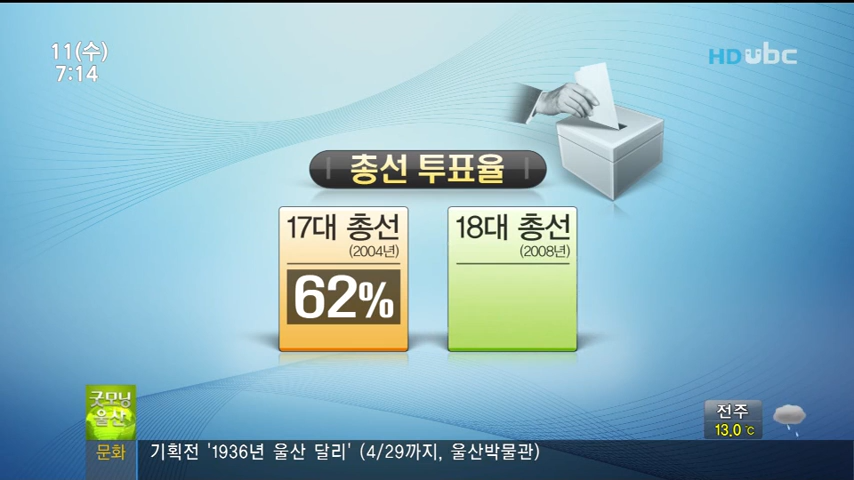 11(수)
7:14
HD ubc
총선 투표율
17대 총선
(2004년)
62%
18대 총선
(2008년)
굿모닝
울산
전주
13.0℃
문화
기획전 '1936년 울산 달리' (4/29까지, 울산박물관)